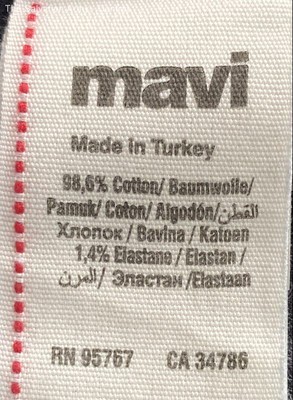 mavi
Made in Turkey
98,6% Cotton/ Baumwolle/
Pamuk/ Coton/ Algodón/القطن
Хлопок / Bavlna / Katoen
1,4% Elastane / Elastan /
المرن/ Эластан /Elastaan
RN 95767 CA 34786